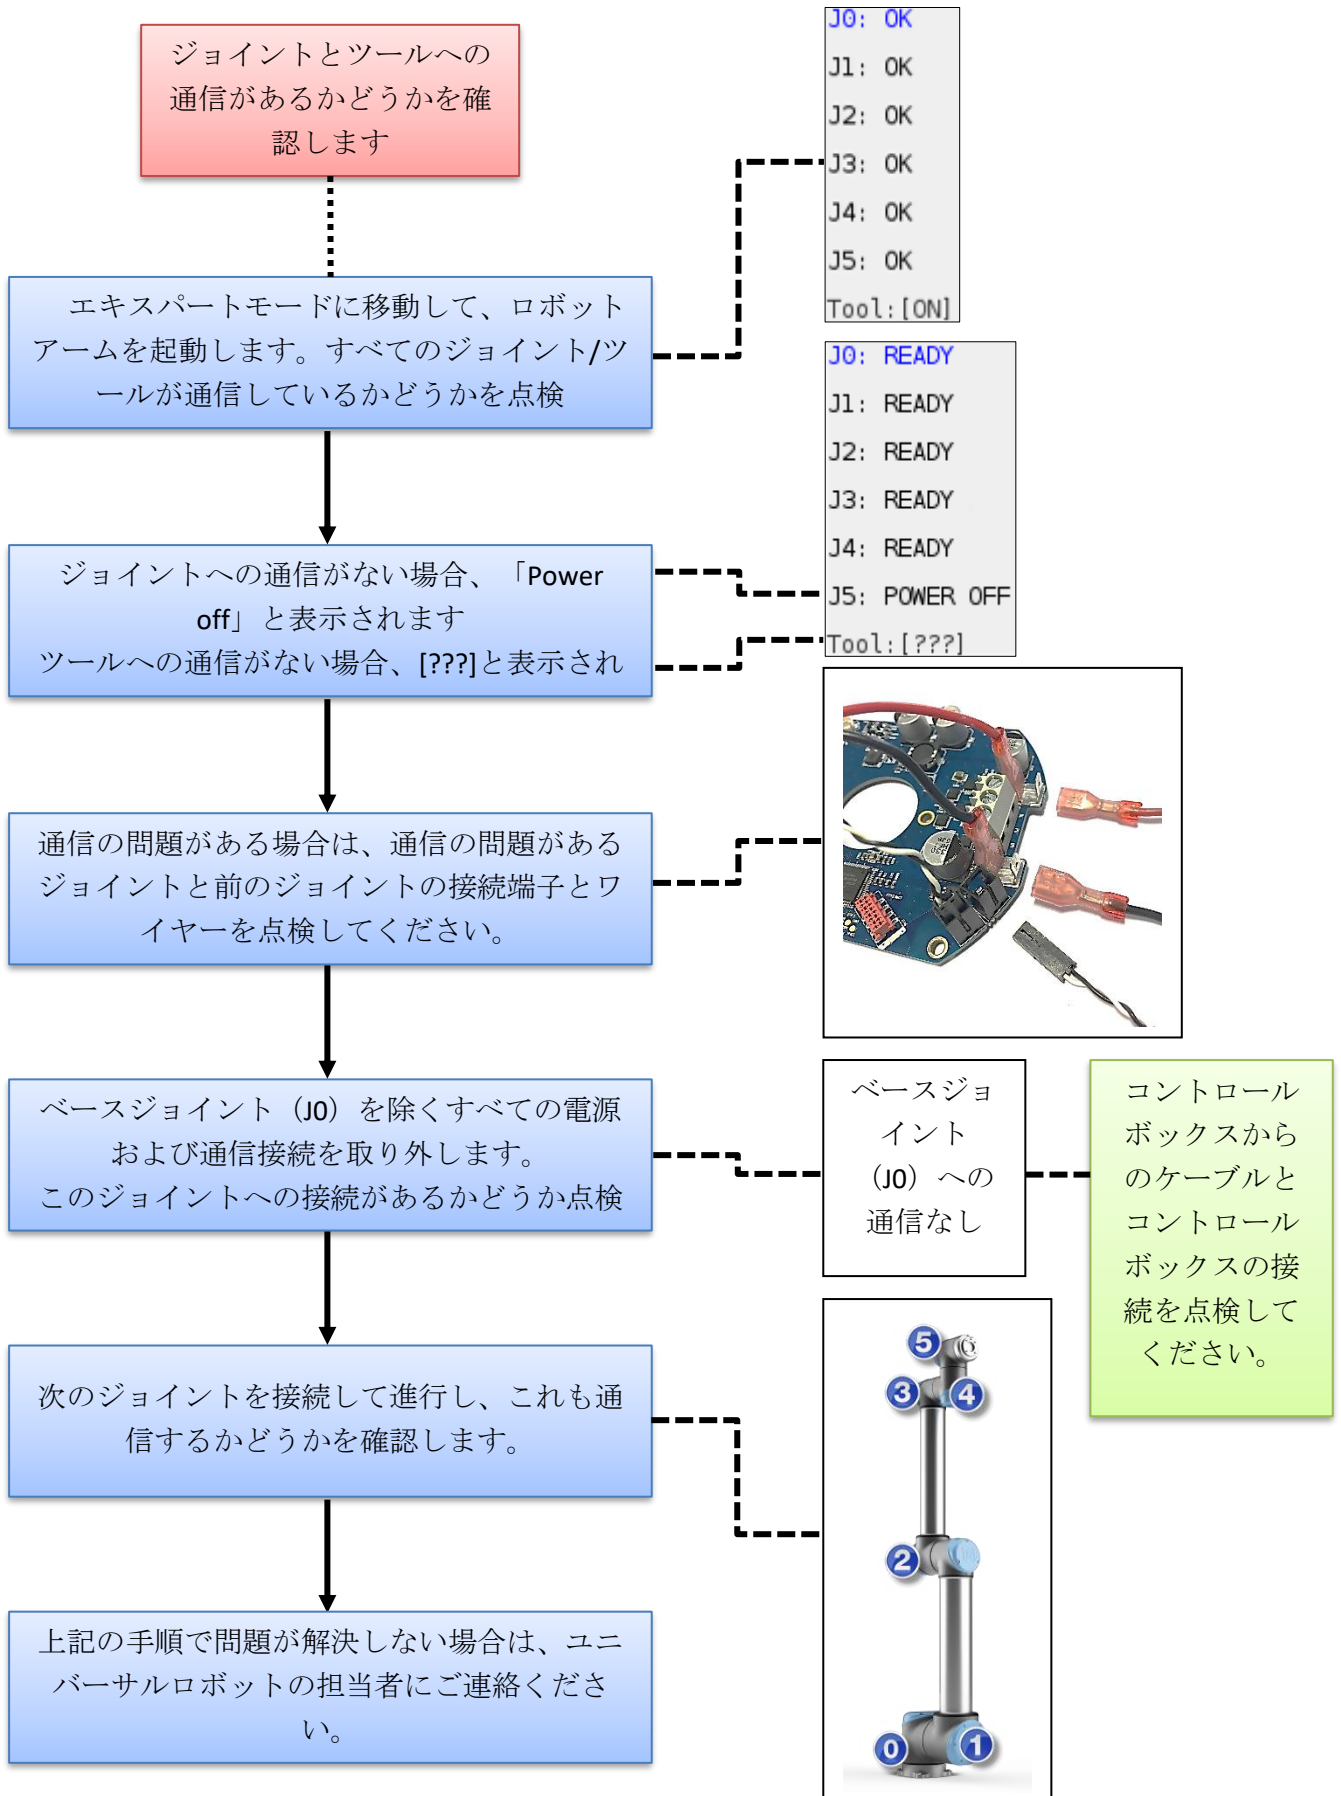 ジョイントとツールへの
通信があるかどうかを確
認します
J0: OK
J1: OK
J2: OK
J3: OK
J4: OK
J5: OK
Tool:[ON]
エキスパートモードに移動して、ロボット
アームを起動します。すべてのジョイント/ツ
ールが通信しているかどうかを点検
J0: READY
J1: READY
J2: READY
J3: READY
J4: READY
J5: POWER OFF
Tool:[???]
ジョイントへの通信がない場合、「Power
off」と表示されます
ツールへの通信がない場合、[???]と表示され
通信の問題がある場合は、通信の問題がある
ジョイントと前のジョイントの接続端子とワ
イヤーを点検してください。
ベースジョイント（J0）を除くすべての電源
および通信接続を取り外します。
このジョイントへの接続があるかどうか点検
ベースジョ
イント
（J0）への
通信なし
コントロール
ボックスから
のケーブルと
コントロール
ボックスの接
続を点検して
ください。
次のジョイントを接続して進行し、これも通
信するかどうかを確認します。
5
3
4
2
0
1
上記の手順で問題が解決しない場合は、ユニ
バーサルロボットの担当者にご連絡くださ
い。